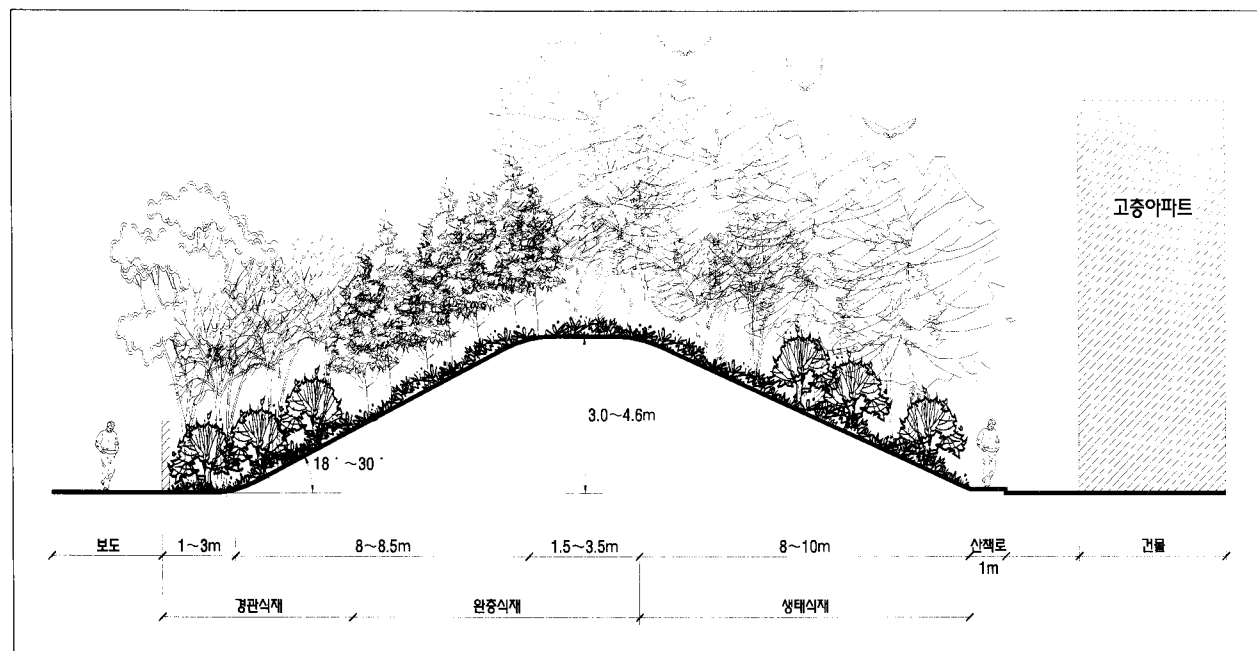 고층아파트
3.0~4.6m
18˚~30˚
보도 1~3m 8~8.5m 1.5~3.5m 8~10m 산책로 건물
1m
경관식재 완충식재 생태식재